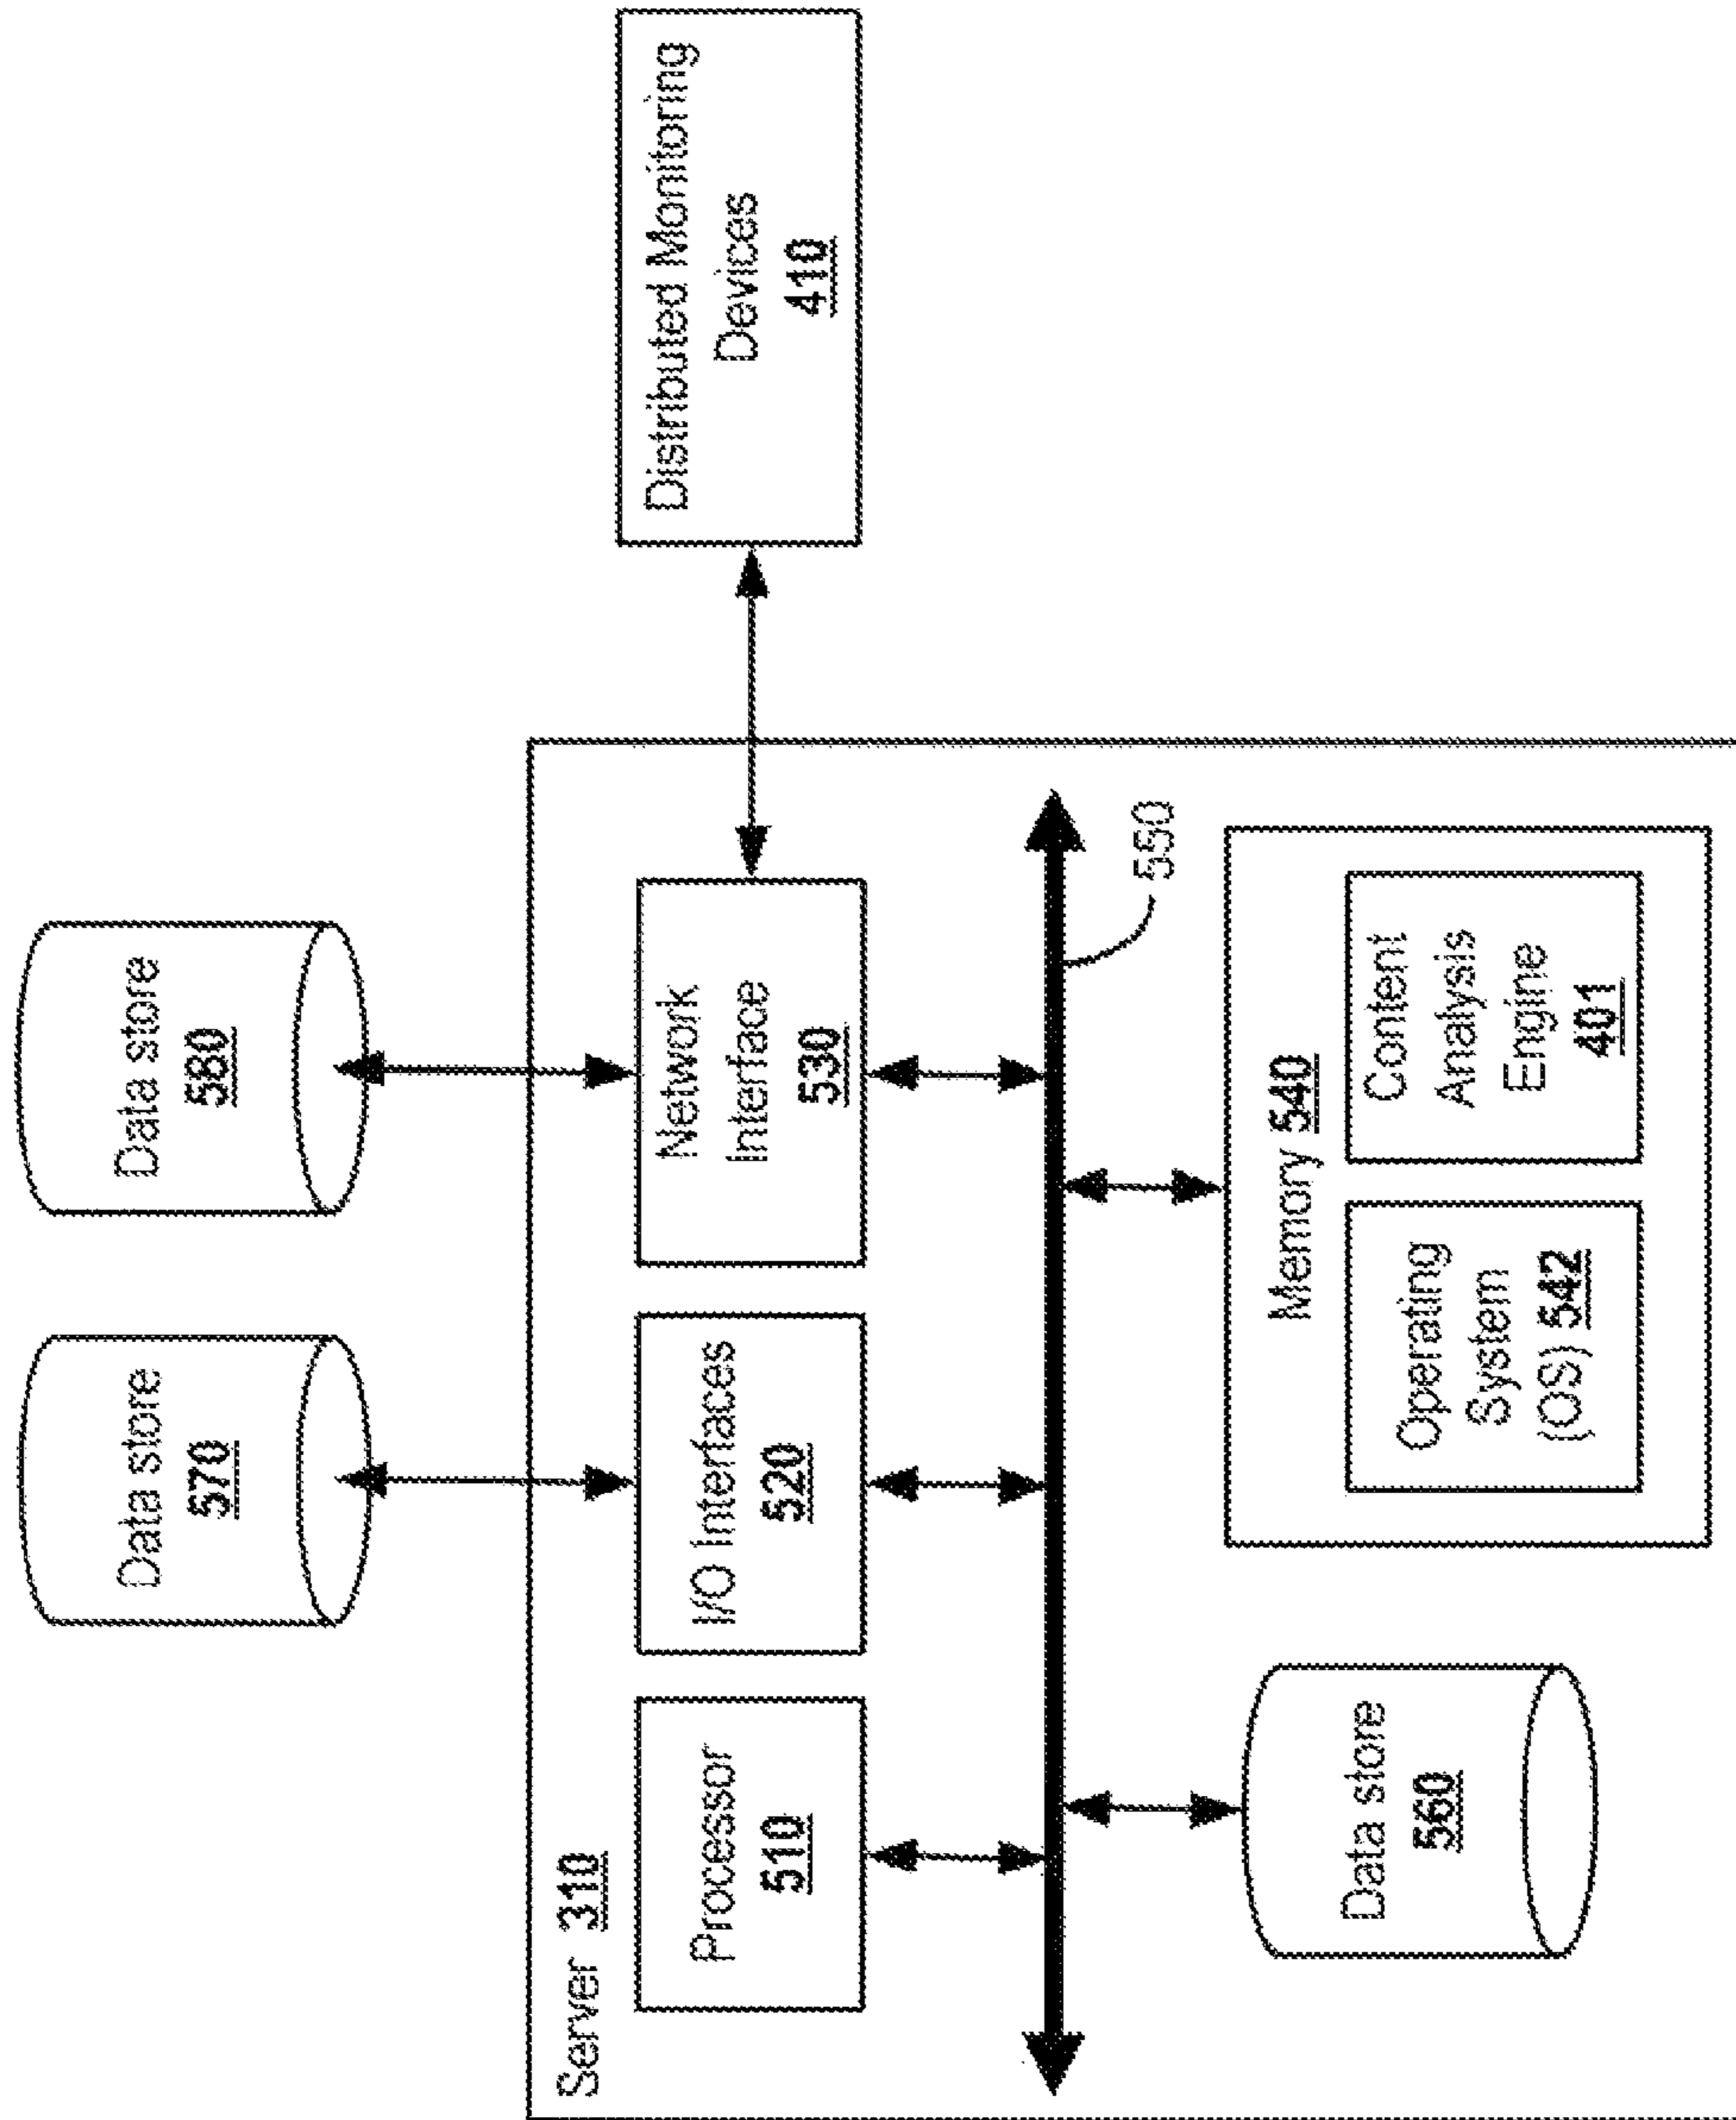 Data store
570
Data store
580
Server 310
Processor
510
I/O Interfaces
520
Network
Interface
530
Distributed Monitoring
Devices
410
550
Data store
560
Memory 540
Operating
System
(OS) 542
Content
Analysis
Engine
401